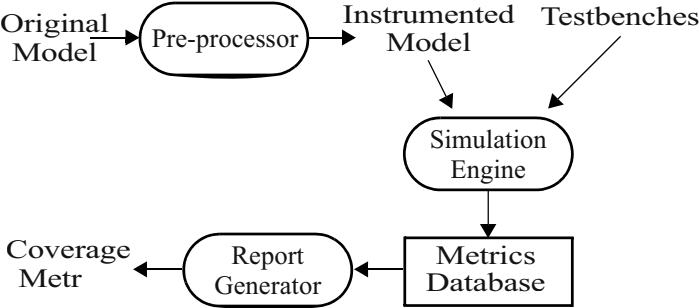 Original
Model
Pre-processor
Instrumented
Model
Testbenches
Simulation
Engine
Metrics
Database
Report
Generator
Coverage
Metr